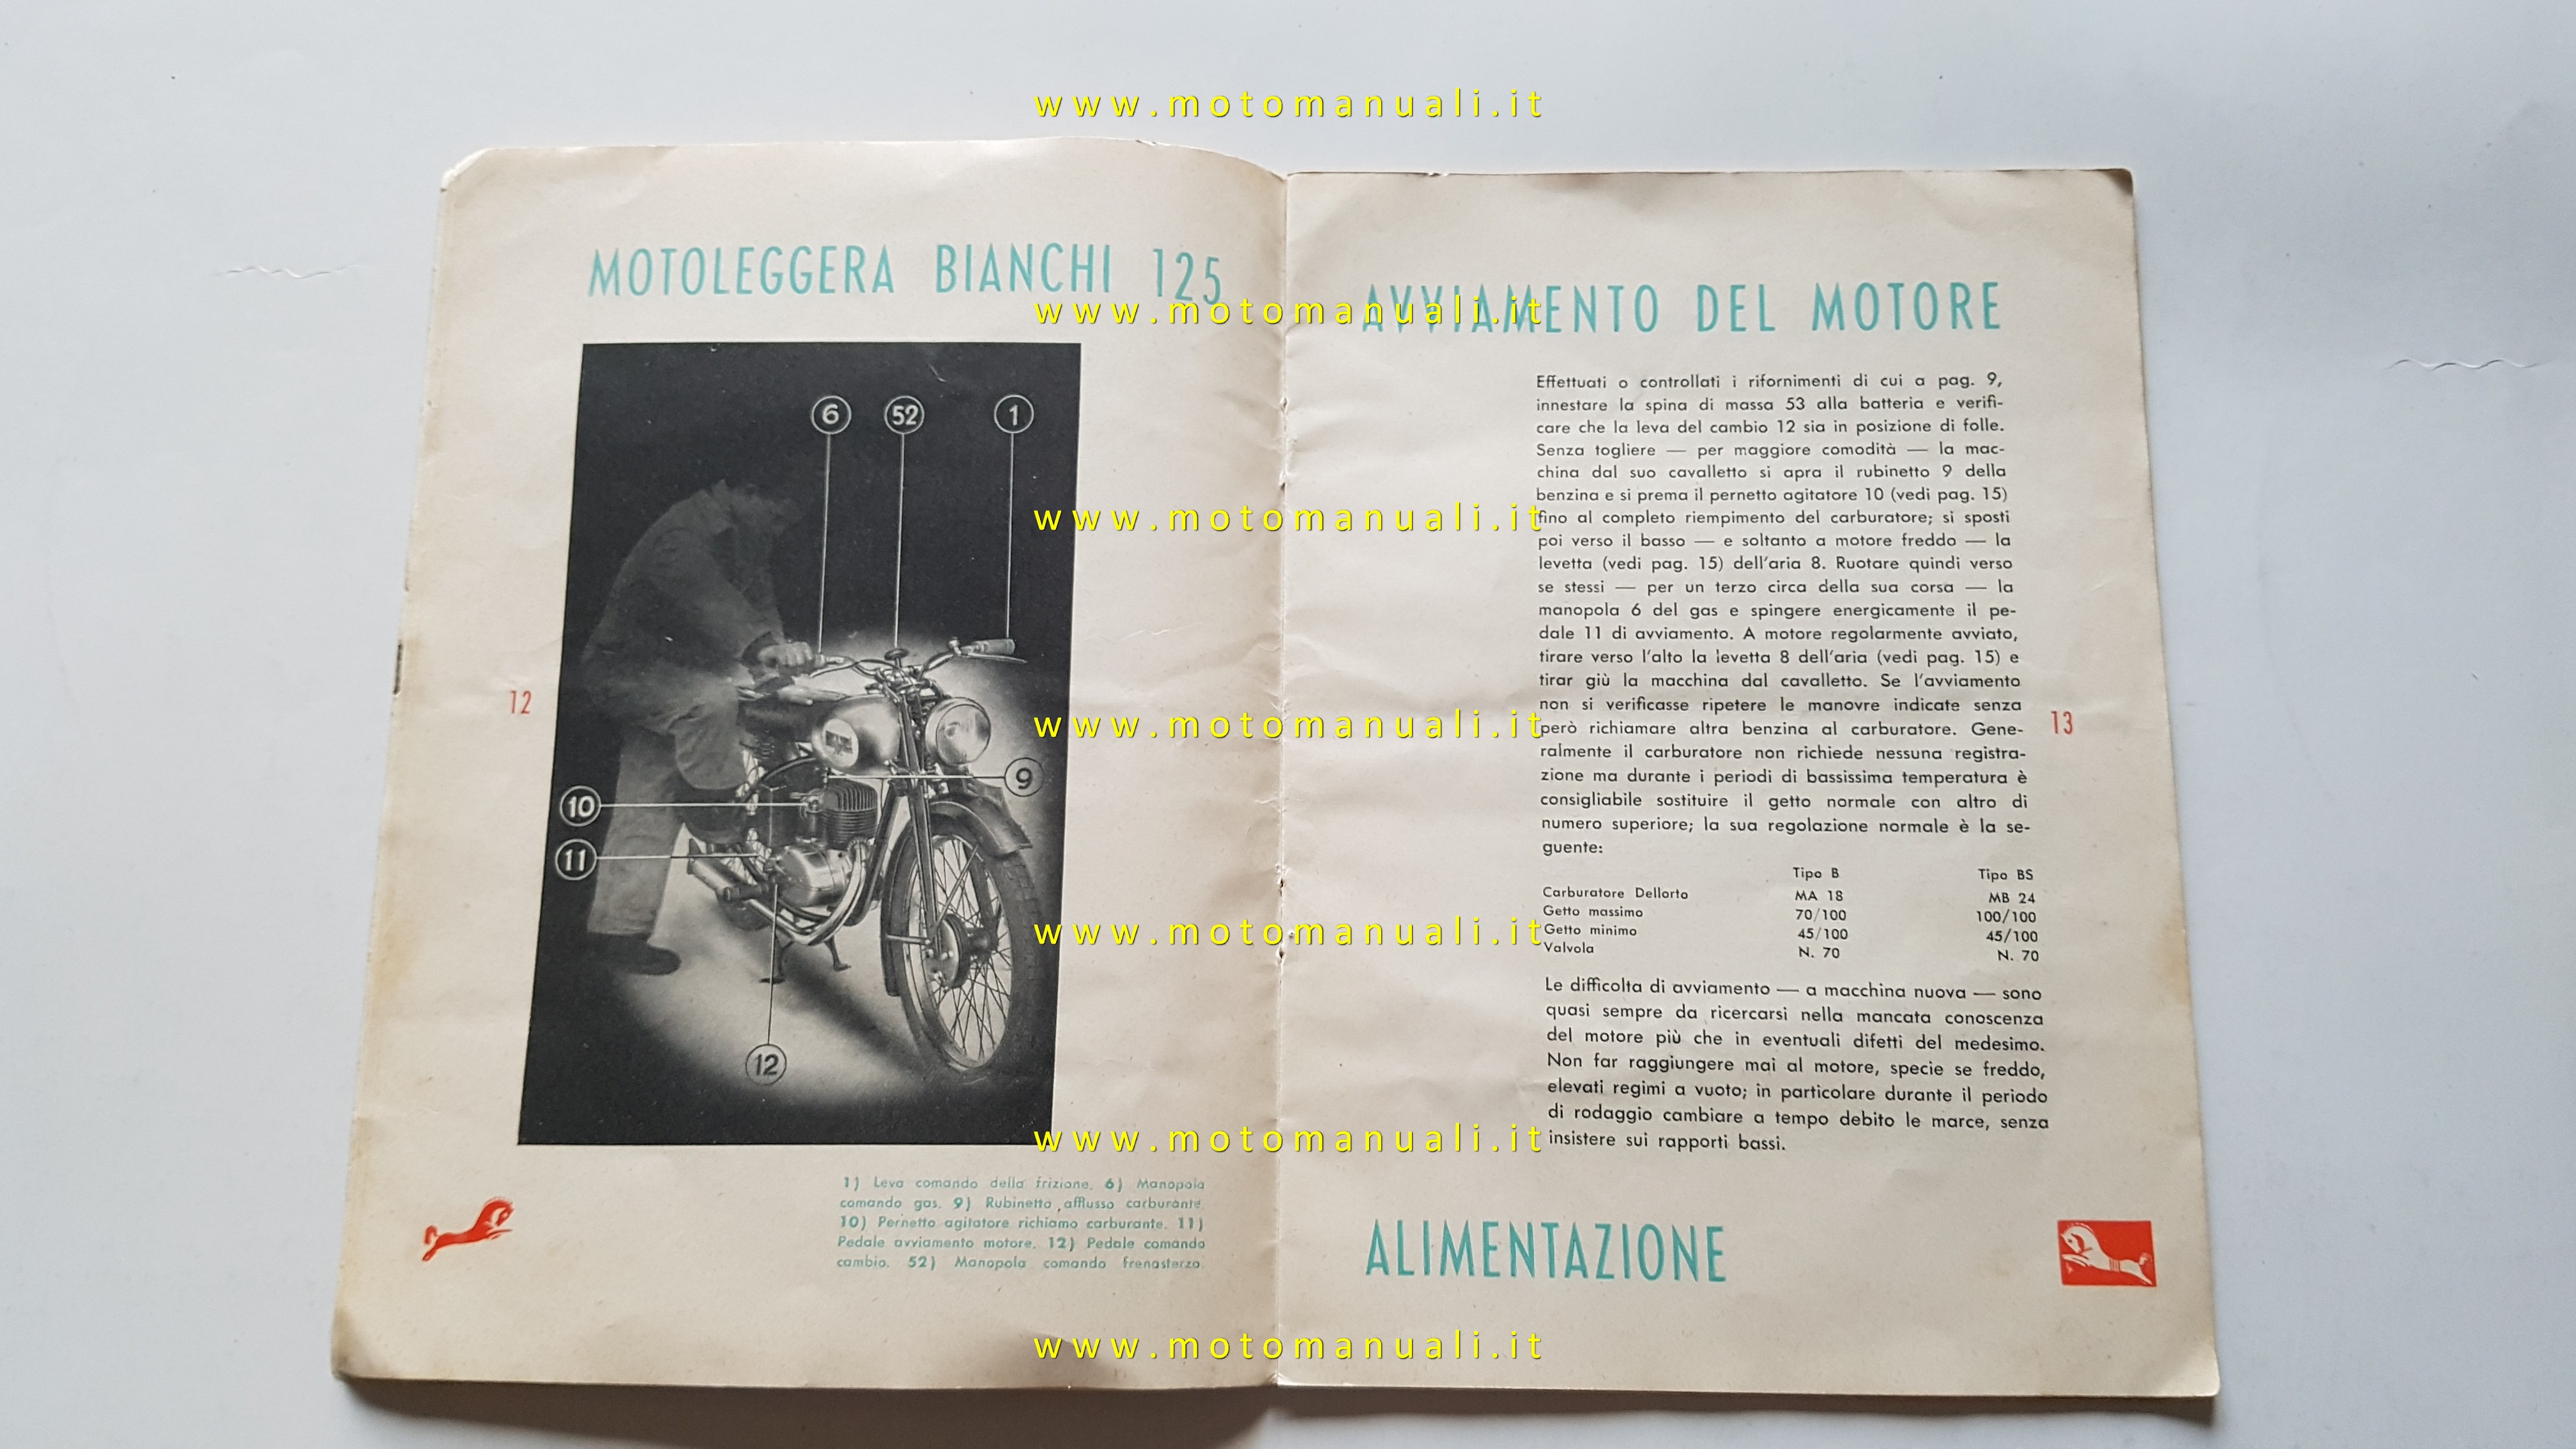 www.motomanuali.it
MOTOLEGGERA BIANCHI 125
6 52 1
9
10
11
12
12
1) Leva comando della frizione. 6) Manopola
comando gas. 9) Rubinetto afflusso carburante.
10) Pernetto agitatore richiamo carburante. 11)
Pedale avviamento motore. 12) Pedale comando
cambio. 52) Manopola comando frenasterzo.
www.motomanuali.it
AVVIAMENTO DEL MOTORE
Effettuati o controllati i rifornimenti di cui a pag. 9,
innestare la spina di massa 53 alla batteria e verifi-
care che la leva del cambio 12 sia in posizione di folle.
Senza togliere — per maggiore comodità — la mac-
china dal suo cavalletto si apra il rubinetto 9 della
benzina e si prema il pernetto agitatore 10 (vedi pag. 15)
www.motomanuali.it
fino al completo riempimento del carburatore; si sposti
poi verso il basso — e soltanto a motore freddo — la
levetta (vedi pag. 15) dell'aria 8. Ruotare quindi verso
se stessi — per un terzo circa della sua corsa — la
manopola 6 del gas e spingere energicamente il pe-
dale 11 di avviamento. A motore regolarmente avviato,
tirare verso l'alto la levetta 8 dell'aria (vedi pag. 15) e
tirar giù la macchina dal cavalletto. Se l'avviamento
non si verificasse ripetere le manovre indicate senza
www.motomanuali.it
però richiamare altra benzina al carburatore. Gene-
ralmente il carburatore non richiede nessuna registra-
zione ma durante i periodi di bassissima temperatura è
consigliabile sostituire il getto normale con altro di
numero superiore; la sua regolazione normale è la se-
guente:
13
Tipo B Tipo BS
Carburatore Dellorto MA 18 MB 24
Getto massimo 70/100 100/100
Getto minimo 45/100 45/100
www.motomanuali.it
Valvola N. 70 N. 70
Le difficolta di avviamento — a macchina nuova — sono
quasi sempre da ricercarsi nella mancata conoscenza
del motore più che in eventuali difetti del medesimo.
Non far raggiungere mai al motore, specie se freddo,
elevati regimi a vuoto; in particolare durante il periodo
di rodaggio cambiare a tempo debito le marce, senza
www.motomanuali.it
insistere sui rapporti bassi.
ALIMENTAZIONE
www.motomanuali.it